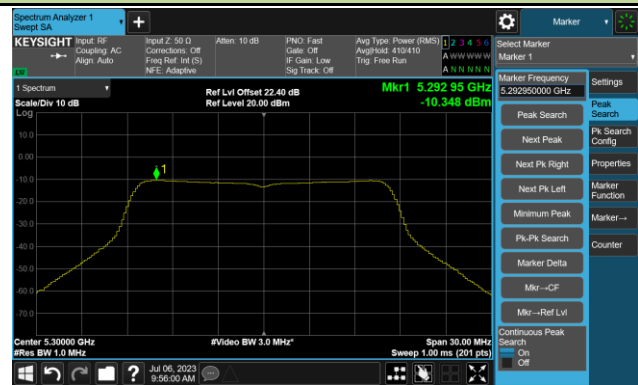 Spectrum Analyzer 1
Swept SA
Marker
KEYSIGHT
Input: RF
Coupling: AC
Align: Auto
Input Z: 50 Ω
Corrections: Off
Freq Ref: Int (S)
NFE: Adaptive
Atten: 10 dB
PNO: Fast
Gate: Off
IF Gain: Low
Sig Track: Off
Avg Type: Power (RMS)
Avg|Hold: 410/410
Trig: Free Run
1 2 3 4 5 6
A W W W W W
A N N N N N
Select Marker
Marker 1
1 Spectrum
Scale/Div 10 dB
Log
Ref Lvl Offset 22.40 dB
Ref Level 20.00 dBm
Mkr1 5.292 95 GHz
-10.348 dBm
10.0
0.00
-10.0
-20.0
-30.0
-40.0
-50.0
-60.0
-70.0
1
Center 5.30000 GHz
#Res BW 1.0 MHz
#Video BW 3.0 MHz*
Span 30.00 MHz
Sweep 1.00 ms (201 pts)
Marker Frequency
5.292950000 GHz
Peak Search
Next Peak
Next Pk Right
Next Pk Left
Minimum Peak
Pk-Pk Search
Marker Delta
Mkr→CF
Mkr→Ref Lvl
Continuous Peak
Search
On
Off
Settings
Peak
Search
Pk Search
Config
Properties
Marker
Function
Marker→
Counter
?
Jul 06, 2023
9:56:00 AM